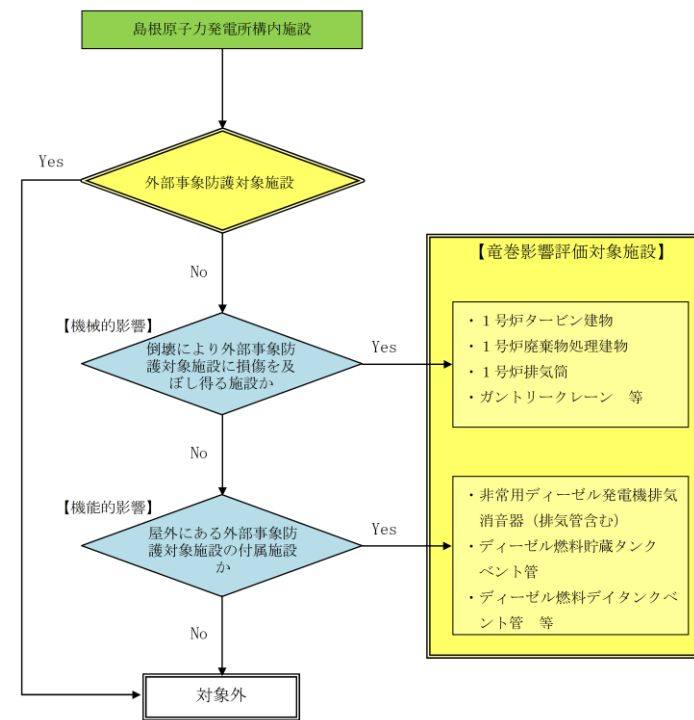 島根原子力発電所構内施設
Yes
外部事象防護対象施設
No
【機械的影響】
倒壊により外部事象防
護対象施設に損傷を及
ぼし得る施設か
Yes
No
【機能的影響】
屋外にある外部事象防
護対象施設の付属施設
か
Yes
No
対象外
【竜巻影響評価対象施設】
・１号炉タービン建物
・１号炉廃棄物処理建物
・１号炉排気筒
・ガントリークレーン　等
・非常用ディーゼル発電機排気
消音器（排気管含む）
・ディーゼル燃料貯蔵タンク
ベント管
・ディーゼル燃料デイタンクベ
ント管　等